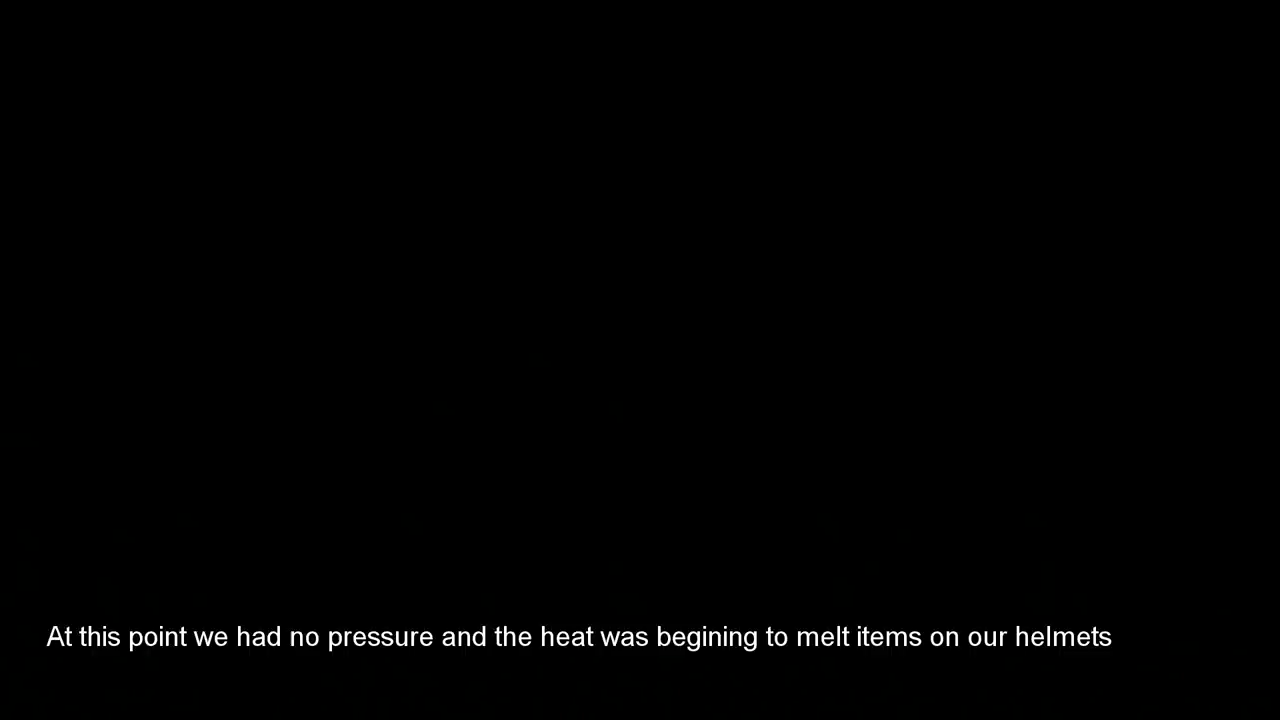 At this point we had no pressure and the heat was begining to melt items on our helmets